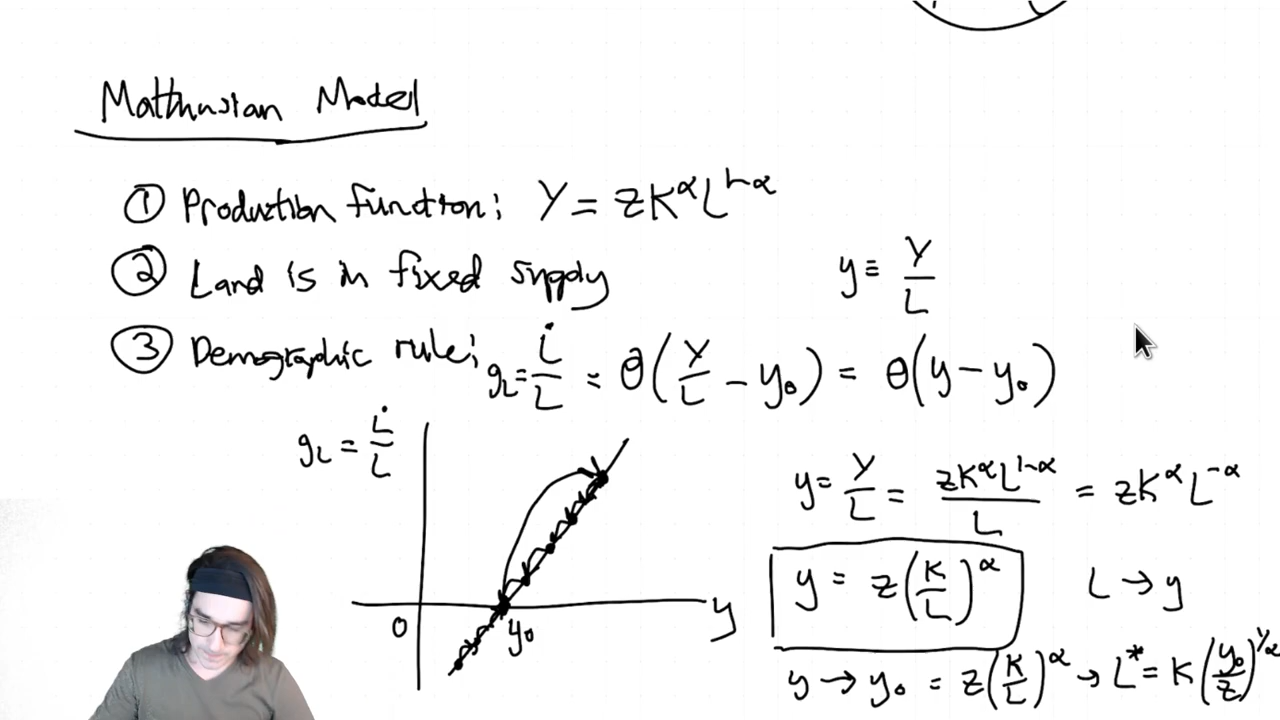 Malthusian Model
① Production function: Y = zK^α L^{1-α}
② Land is in fixed supply
y ≡ Y/L
③ Demographic rule: g_L = L̇/L = θ(Y/L - y₀) = θ(y - y₀)
g_L = L̇/L
0 y₀ y
y = Y/L = zK^α L^{1-α}/L = zK^α L^{-α}
y = z(K/L)^α L → y
y → y₀ = z(K/L)^α → L* = K(y₀/z)^{1/α}